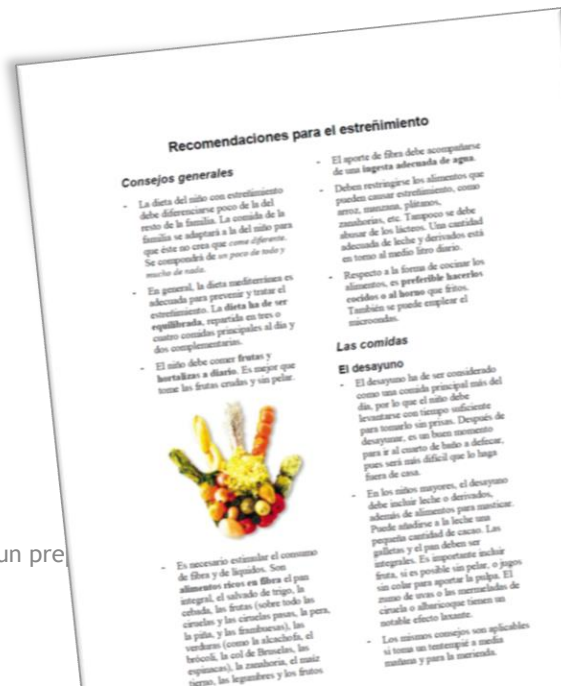 Recomendaciones para el estreñimiento
Consejos generales
- La dieta del niño con estreñimiento
debe diferenciarse poco de la del
resto de la familia. La comida de la
familia se adaptará a la del niño para
que éste no crea que come diferente.
Se compondrá de un poco de todo y
mucho de nada.
- En general, la dieta mediterránea es
adecuada para prevenir y tratar el
estreñimiento. La dieta ha de ser
equilibrada, repartida en tres o
cuatro comidas principales al día y
dos complementarias.
- El niño debe comer frutas y
hortalizas a diario. Es mejor que
tome las frutas crudas y sin pelar.
- Es necesario estimular el consumo
de fibra y de líquidos. Son
alimentos ricos en fibra el pan
integral, el salvado de trigo, la
cebada, las frutas (sobre todo las
ciruelas y las ciruelas pasas, la pera,
la piña, y las frambuesas), las
verduras (como la alcachofa, el
brócoli, la col de Bruselas, las
espinacas), la zanahoria, el maíz
tierno, las legumbres y los frutos
- El aporte de fibra debe acompañarse
de una ingesta adecuada de agua.
- Deben restringirse los alimentos que
pueden causar estreñimiento, como
arroz, manzana, plátanos,
zanahorias, etc. Tampoco se debe
abusar de los lácteos. Una cantidad
adecuada de leche y derivados está
en torno al medio litro diario.
- Respecto a la forma de cocinar los
alimentos, es preferible hacerlos
cocidos o al horno que fritos.
También se puede emplear el
microondas.
Las comidas
El desayuno
- El desayuno ha de ser considerado
como una comida principal más del
día, por lo que el niño debe
levantarse con tiempo suficiente
para tomarlo sin prisas. Después de
desayunar, es un buen momento
para ir al cuarto de baño a defecar,
pues será más difícil que lo haga
fuera de casa.
- En los niños mayores, el desayuno
debe incluir leche o derivados,
además de alimentos para masticar.
Puede añadirse a la leche una
pequeña cantidad de cacao. Las
galletas y el pan deben ser
integrales. Es importante incluir
fruta, si es posible sin pelar, o jugos
sin colar para aportar la pulpa. El
zumo de uvas o las mermeladas de
ciruela o albaricoque tienen un
notable efecto laxante.
- Los mismos consejos son aplicables
si toma un tentempié a media
mañana y para la merienda.
un pre